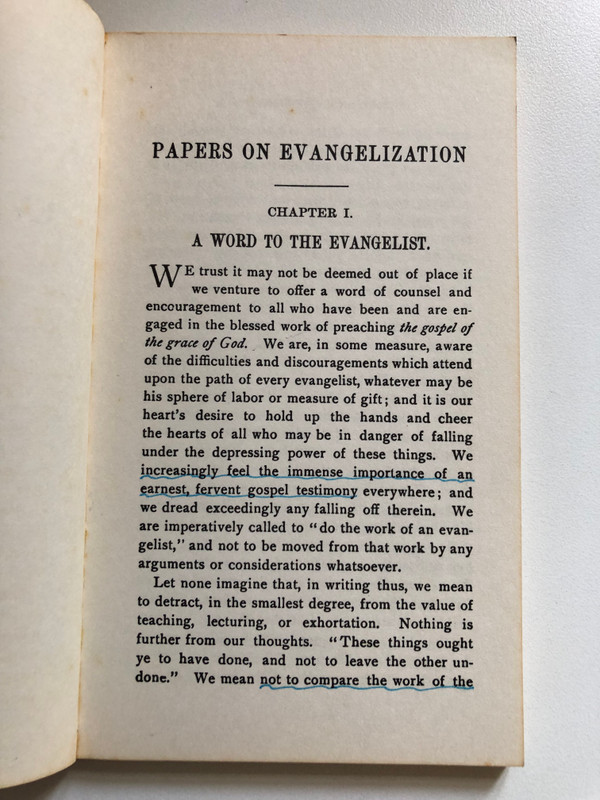 PAPERS ON EVANGELIZATION
CHAPTER I.
A WORD TO THE EVANGELIST.
WE trust it may not be deemed out of place if
we venture to offer a word of counsel and
encouragement to all who have been and are en-
gaged in the blessed work of preaching the gospel of
the grace of God. We are, in some measure, aware
of the difficulties and discouragements which attend
upon the path of every evangelist, whatever may be
his sphere of labor or measure of gift; and it is our
heart's desire to hold up the hands and cheer
the hearts of all who may be in danger of falling
under the depressing power of these things. We
increasingly feel the immense importance of an
earnest, fervent gospel testimony everywhere; and
we dread exceedingly any falling off therein. We
are imperatively called to "do the work of an evan-
gelist," and not to be moved from that work by any
arguments or considerations whatsoever.
Let none imagine that, in writing thus, we mean
to detract, in the smallest degree, from the value of
teaching, lecturing, or exhortation. Nothing is
further from our thoughts. "These things ought
ye to have done, and not to leave the other un-
done." We mean not to compare the work of the